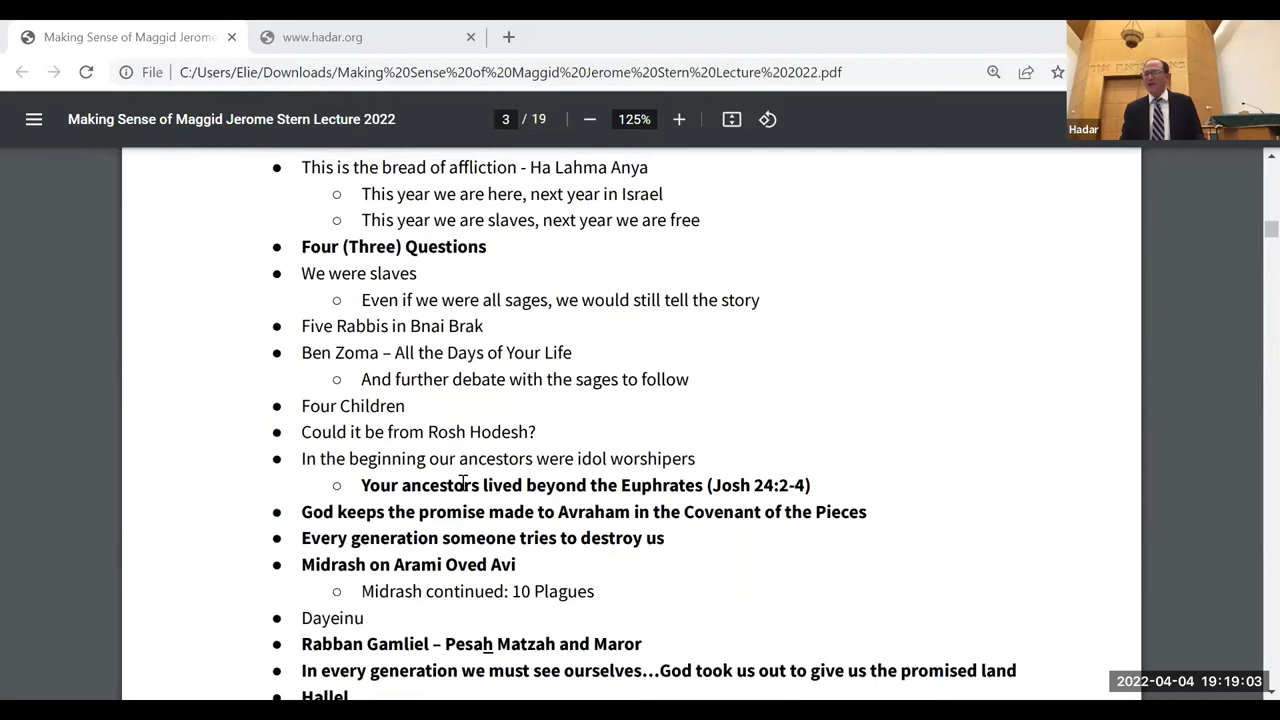 Making Sense of Maggid Jerome
www.hadar.org
File
C:/Users/Elie/Downloads/Making%20Sense%20of%20Maggid%20Jerome%20Stern%20Lecture%202022.pdf
Making Sense of Maggid Jerome Stern Lecture 2022
3 / 19
125%
Hadar
• This is the bread of affliction - Ha Lahma Anya
○ This year we are here, next year in Israel
○ This year we are slaves, next year we are free
• Four (Three) Questions
• We were slaves
○ Even if we were all sages, we would still tell the story
• Five Rabbis in Bnai Brak
• Ben Zoma – All the Days of Your Life
○ And further debate with the sages to follow
• Four Children
• Could it be from Rosh Hodesh?
• In the beginning our ancestors were idol worshipers
○ Your ancestors lived beyond the Euphrates (Josh 24:2-4)
• God keeps the promise made to Avraham in the Covenant of the Pieces
• Every generation someone tries to destroy us
• Midrash on Arami Oved Avi
○ Midrash continued: 10 Plagues
• Dayeinu
• Rabban Gamliel – Pesah Matzah and Maror
• In every generation we must see ourselves…God took us out to give us the promised land
• Hallel
2022-04-04 19:19:03